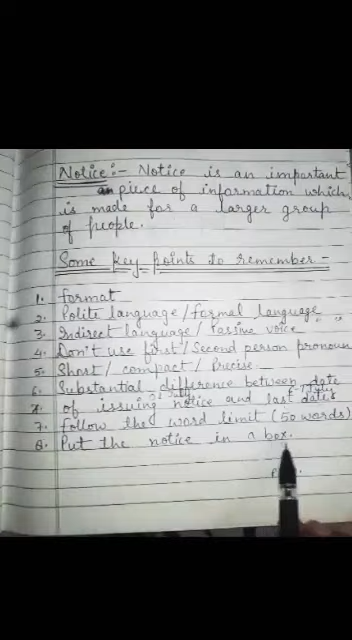 Notice :- Notice is an important
piece of information which
is made for a larger group
of people.
Some key points to remember -
1. Format
2. Polite language / formal language
3. Indirect language / Passive voice
4. Don't use first / second person pronoun
5. Short / compact / Precise.
6. Substantial difference between date
of issuing notice and last date
7. Follow the word limit (50 words)
8. Put the notice in a box.